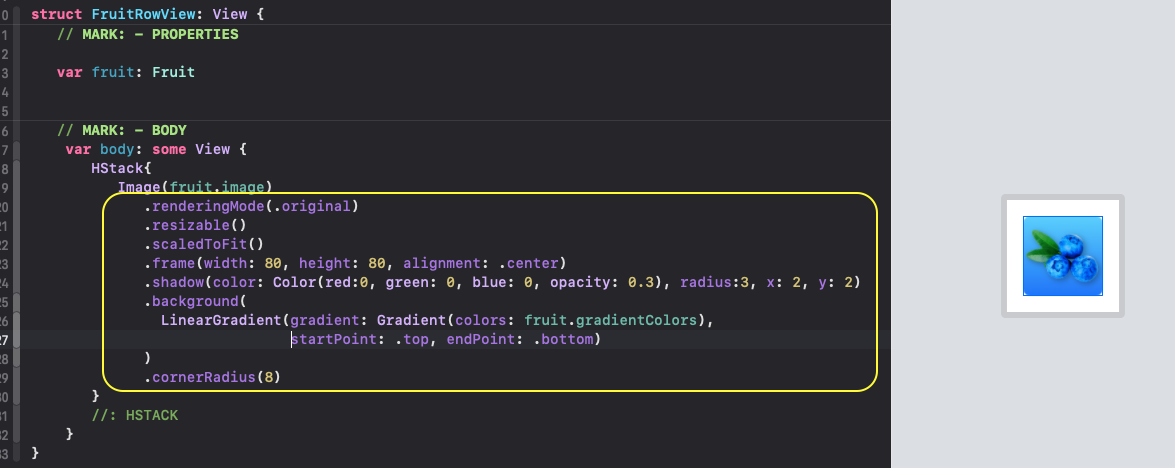 0 struct FruitRowView: View {
1 // MARK: - PROPERTIES
2
3 var fruit: Fruit
4
5
6 // MARK: - BODY
7 var body: some View {
8 HStack{
9 Image(fruit.image)
20 .renderingMode(.original)
21 .resizable()
22 .scaledToFit()
23 .frame(width: 80, height: 80, alignment: .center)
24 .shadow(color: Color(red:0, green: 0, blue: 0, opacity: 0.3), radius:3, x: 2, y: 2)
25 .background(
26 LinearGradient(gradient: Gradient(colors: fruit.gradientColors),
27 startPoint: .top, endPoint: .bottom)
28 )
29 .cornerRadius(8)
30 }
31 //: HSTACK
32 }
33 }